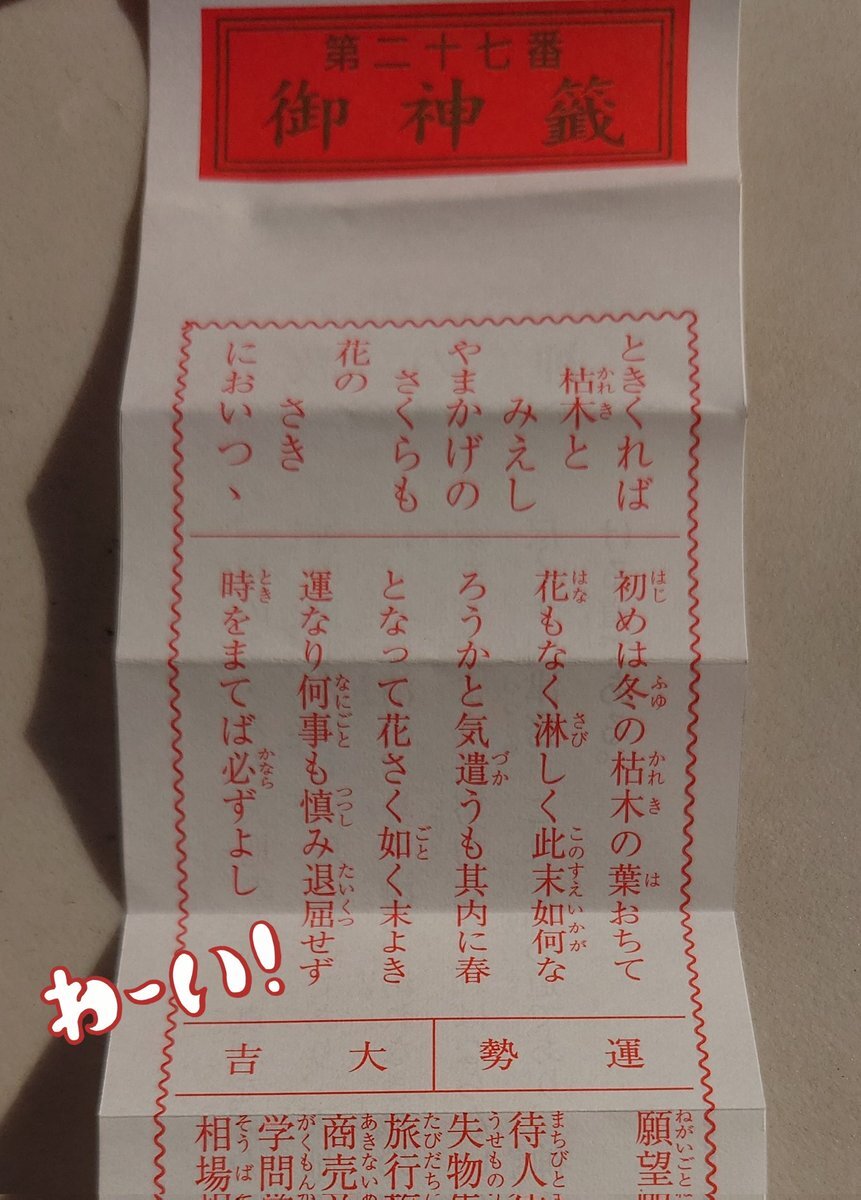 第二十七番
御神籤
ときくれば
枯木と
みえし
やまかげの
さくらも
花の
さき
においつゝ
初めは冬の枯木の葉おちて
花もなく淋しく此末如何な
ろうかと気遣うも其内に春
となって花さく如く末よき
運なり何事も慎み退屈せず
時をまてば必ずよし
わーい!
運勢 大吉
願望
待人
失物
旅行
商売
学問
相場